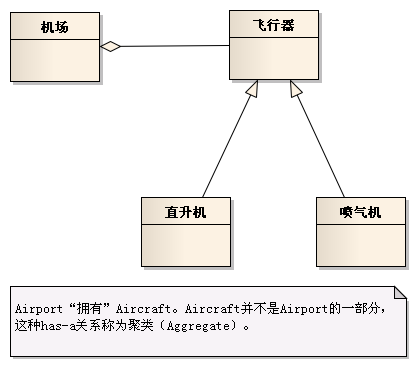 机场
飞行器
直升机
喷气机
Airport“拥有”Aircraft。Aircraft并不是Airport的一部分，
这种has-a关系称为聚类（Aggregate）。